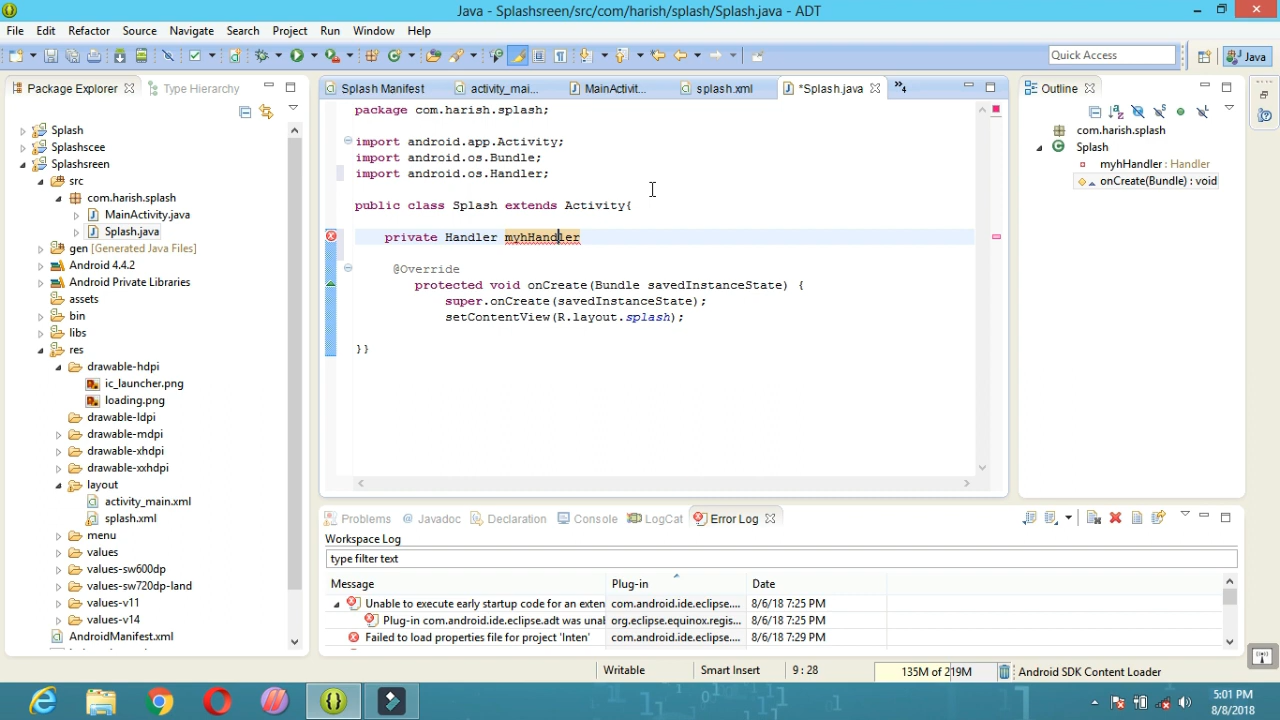 Java - Splashsreen/src/com/harish/splash/Splash.java - ADT
File Edit Refactor Source Navigate Search Project Run Window Help
Quick Access
Java
Package Explorer
Type Hierarchy
Splash
Splashscee
Splashsreen
src
com.harish.splash
MainActivity.java
Splash.java
gen [Generated Java Files]
Android 4.4.2
Android Private Libraries
assets
bin
libs
res
drawable-hdpi
ic_launcher.png
loading.png
drawable-ldpi
drawable-mdpi
drawable-xhdpi
drawable-xxhdpi
layout
activity_main.xml
splash.xml
menu
values
values-sw600dp
values-sw720dp-land
values-v11
values-v14
AndroidManifest.xml
Splash Manifest
activity_mai...
MainActivit...
splash.xml
*Splash.java
4
package com.harish.splash;
import android.app.Activity;
import android.os.Bundle;
import android.os.Handler;
public class Splash extends Activity{
private Handler myhHandler
@Override
protected void onCreate(Bundle savedInstanceState) {
super.onCreate(savedInstanceState);
setContentView(R.layout.splash);
}}
Outline
com.harish.splash
Splash
myhHandler : Handler
onCreate(Bundle) : void
Problems
Javadoc
Declaration
Console
LogCat
Error Log
Workspace Log
type filter text
Message Plug-in Date
Unable to execute early startup code for an exten com.android.ide.eclipse.... 8/6/18 7:25 PM
Plug-in com.android.ide.eclipse.adt was unab org.eclipse.equinox.regis... 8/6/18 7:25 PM
Failed to load properties file for project 'Inten' com.android.ide.eclipse.... 8/6/18 7:29 PM
Writable
Smart Insert
9 : 28
135M of 219M
Android SDK Content Loader
5:01 PM
8/8/2018